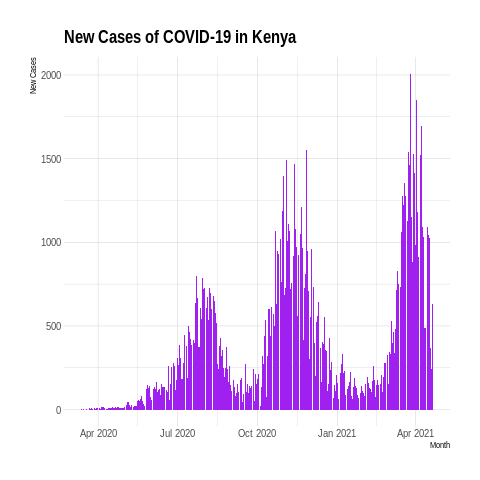 New Cases of COVID-19 in Kenya
New Cases
2000
1500
1000
500
0
Apr 2020 Jul 2020 Oct 2020 Jan 2021 Apr 2021
Month